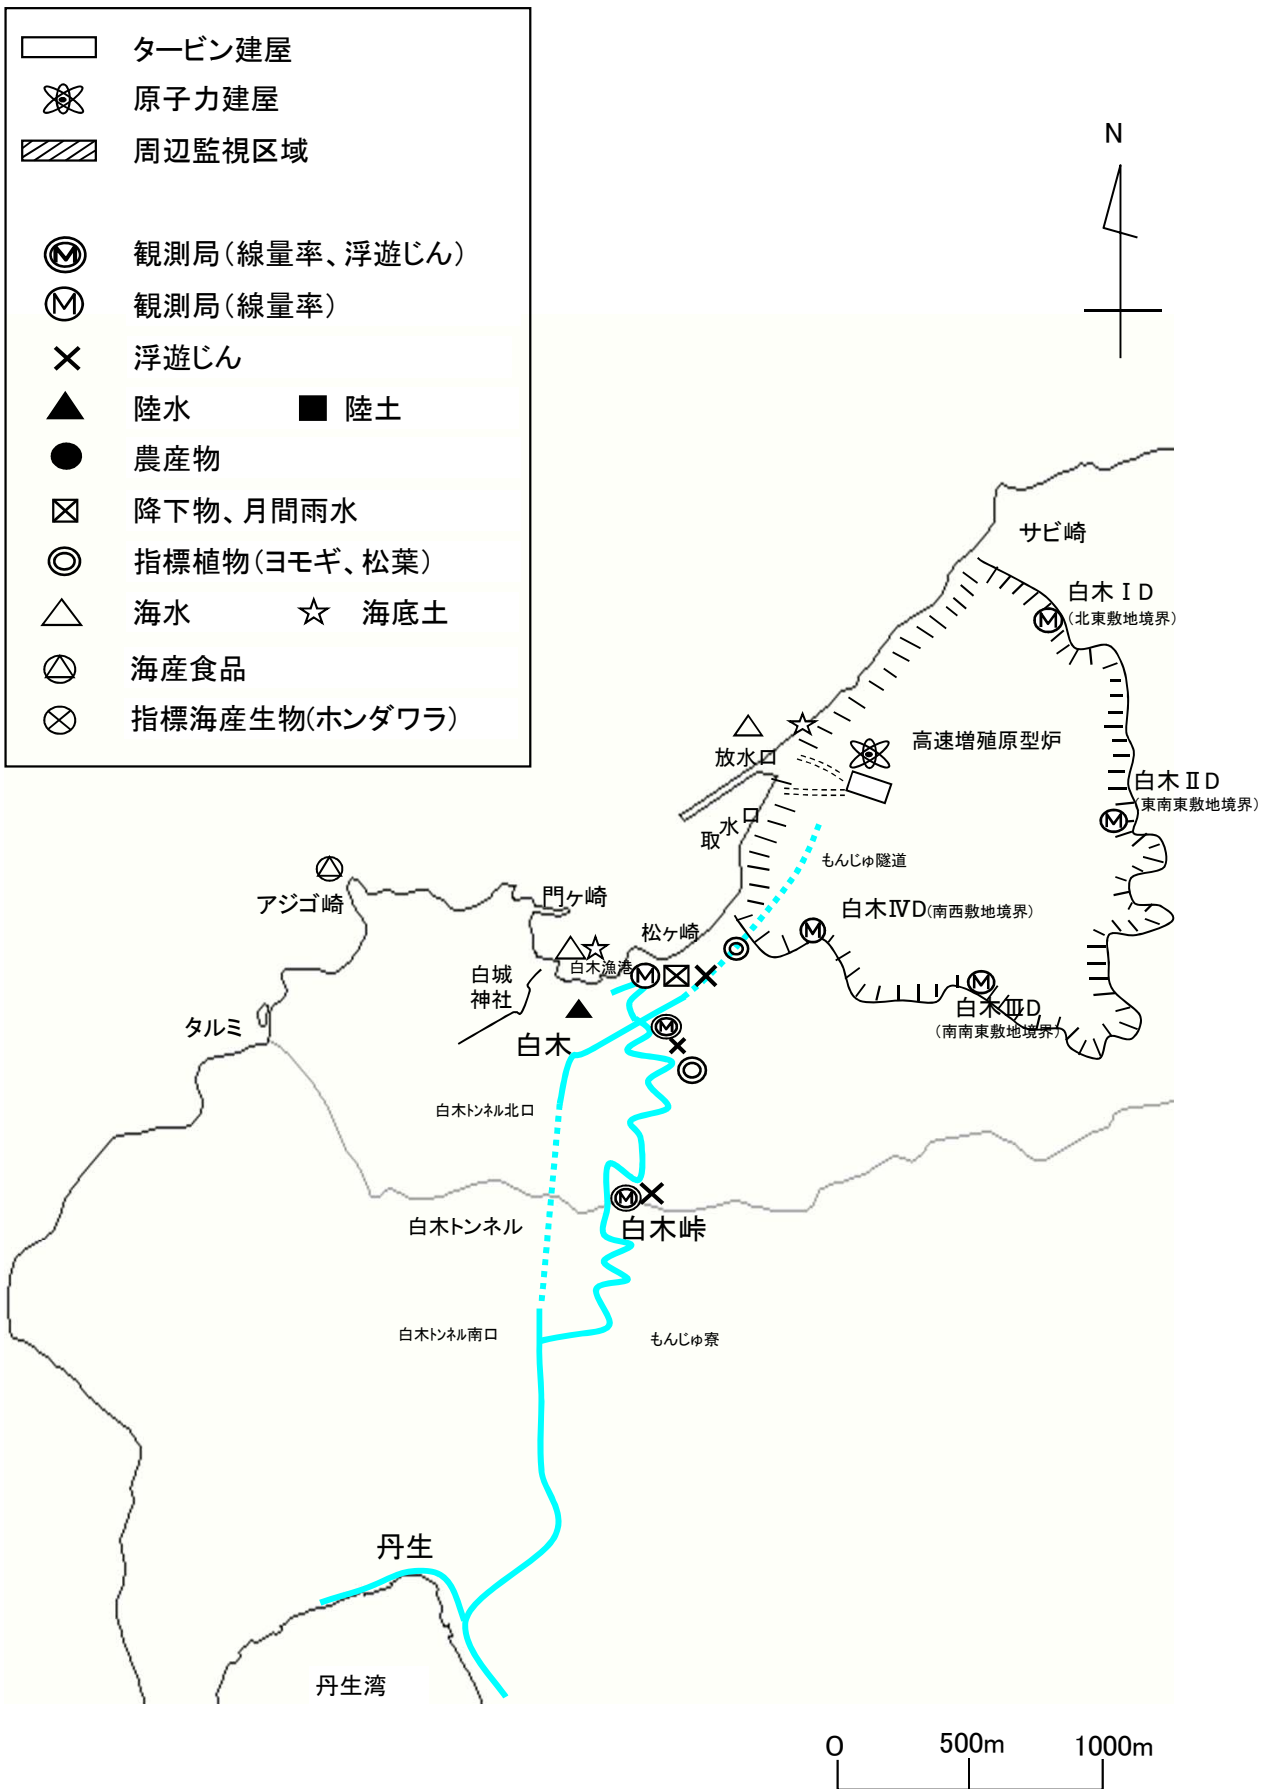 タービン建屋
原子力建屋
周辺監視区域
観測局(線量率、浮遊じん)
観測局(線量率)
浮遊じん
陸水 陸土
農産物
降下物、月間雨水
指標植物(ヨモギ、松葉)
海水 海底土
海産食品
指標海産生物(ホンダワラ)
N
サビ崎
白木ⅠD
(北東敷地境界)
高速増殖原型炉
放水口
白木ⅡD
(東南東敷地境界)
取水口
もんじゅ隧道
アジゴ崎
門ヶ崎
白木ⅣD(南西敷地境界)
松ヶ崎
白木漁港
白城
神社
白木ⅢD
(南南東敷地境界)
タルミ
白木
白木トンネル北口
白木トンネル
白木峠
白木トンネル南口
もんじゅ寮
丹生
丹生湾
O 500m 1000m